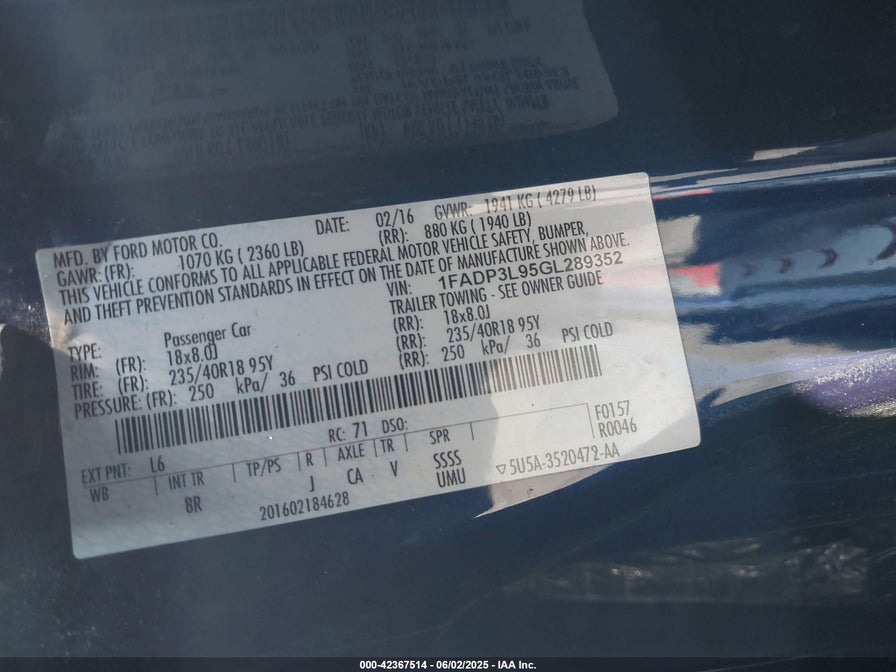 MFD. BY FORD MOTOR CO. DATE: 02/16 GVWR: 1941 KG ( 4279 LB)
GAWR: (FR): 1070 KG ( 2360 LB) (RR): 880 KG ( 1940 LB)
THIS VEHICLE CONFORMS TO ALL APPLICABLE FEDERAL MOTOR VEHICLE SAFETY, BUMPER,
AND THEFT PREVENTION STANDARDS IN EFFECT ON THE DATE OF MANUFACTURE SHOWN ABOVE.
VIN: 1FADP3L95GL289352
TYPE: Passenger Car TRAILER TOWING - SEE OWNER GUIDE
RIM: (FR): 18x8.0J (RR): 18x8.0J
TIRE: (FR): 235/40R18 95Y (RR): 235/40R18 95Y
PRESSURE: (FR): 250 kPa/ 36 PSI COLD (RR): 250 kPa/ 36 PSI COLD
RC: 71 DSO: F0157
EXT PNT: L6 R0046
WB INT TR TP/PS R AXLE TR SPR
BR J CA V SSSS ▽5U5A-3520472-AA
UMU
201602184628
000-42367514 - 06/02/2025 - IAA Inc.